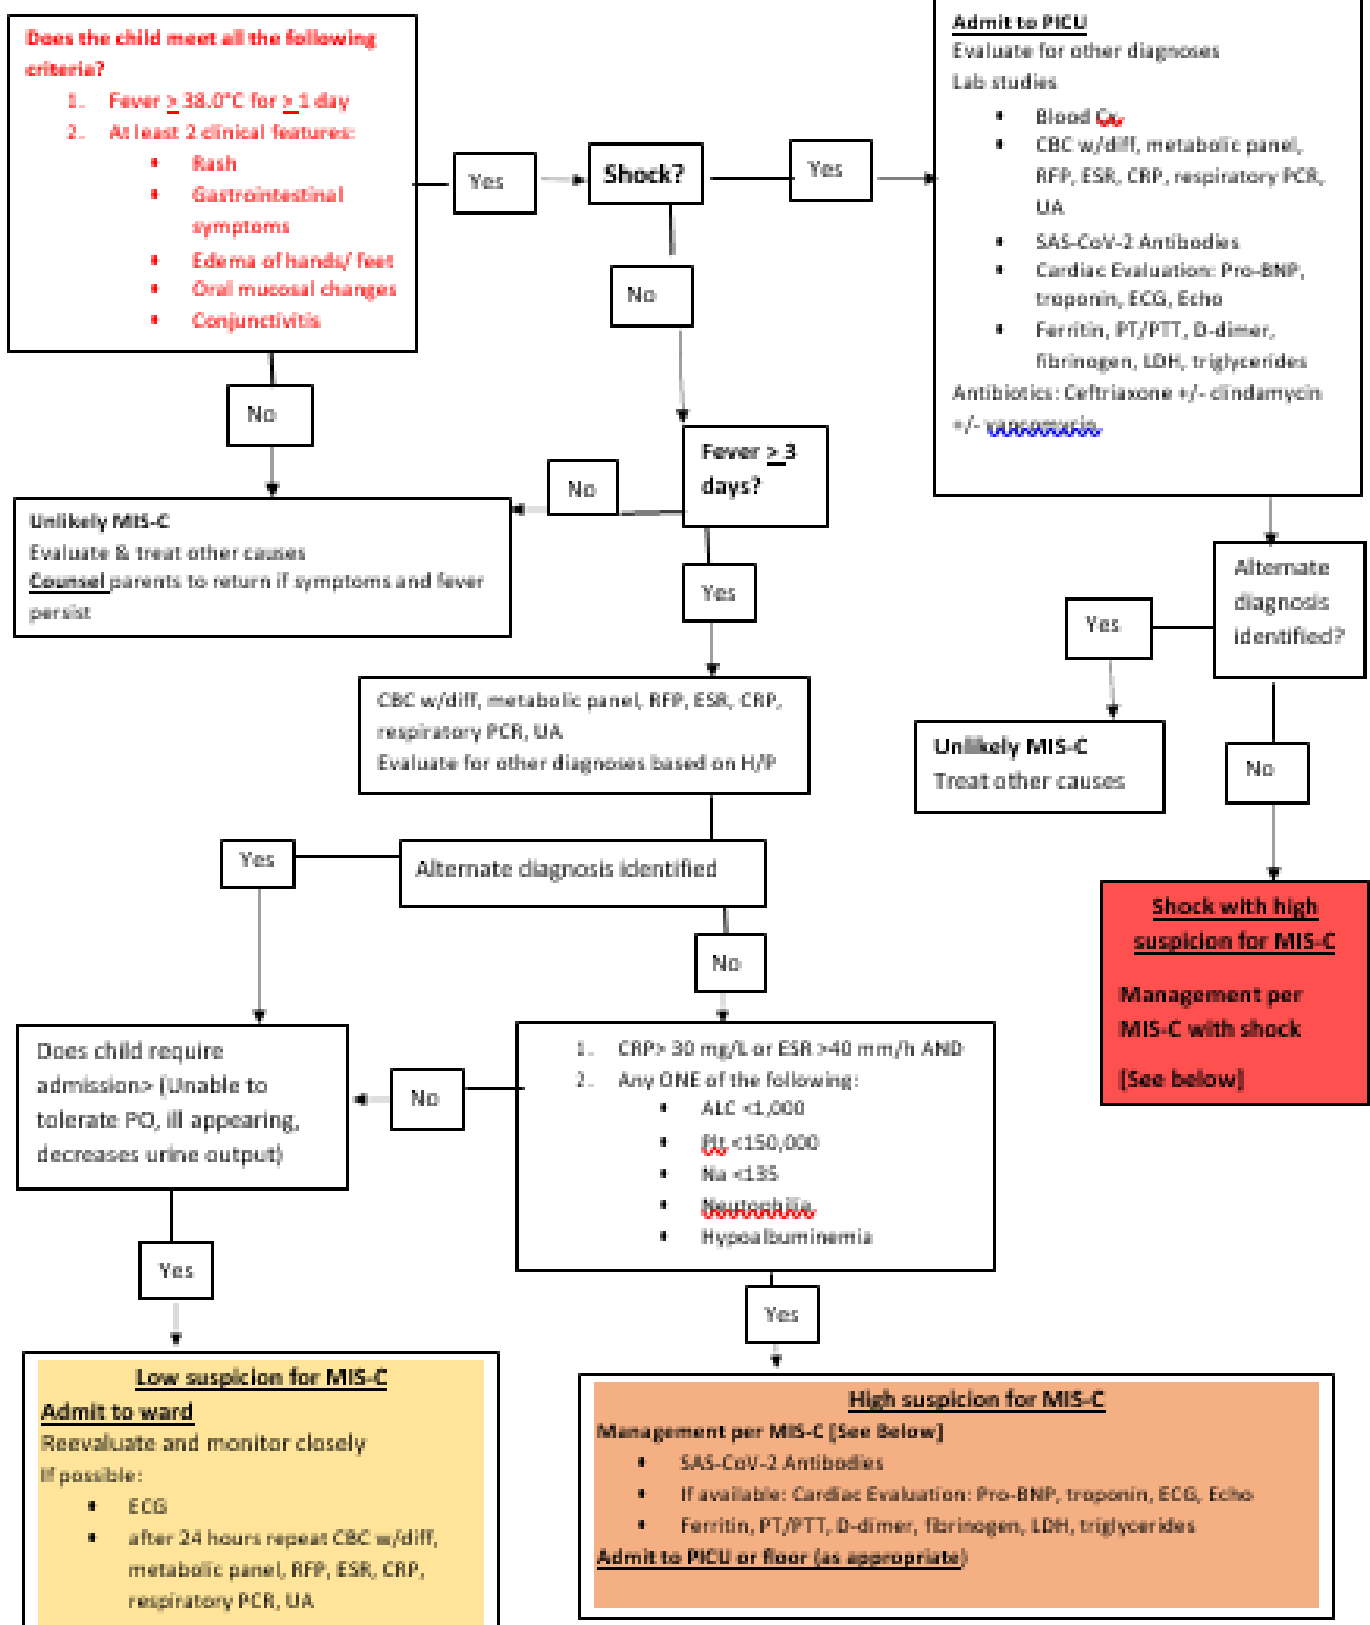 Does the child meet all the following
criteria?
1. Fever > 38.0°C for > 1 day
2. At least 2 clinical features:
• Rash
• Gastrointestinal
symptoms
• Edema of hands/ feet
• Oral mucosal changes
• Conjunctivitis
Yes
Shock?
Yes
Admit to PICU
Evaluate for other diagnoses
Lab studies
• Blood Cx
• CBC w/diff, metabolic panel,
RFP, ESR, CRP, respiratory PCR,
UA
• SAS-CoV-2 Antibodies
• Cardiac Evaluation: Pro-BNP,
troponin, ECG, Echo
• Ferritin, PT/PTT, D-dimer,
fibrinogen, LDH, triglycerides
Antibiotics: Ceftriaxone +/- clindamycin
+/- vancomycin
No
No
Fever > 3
days?
No
Unlikely MIS-C
Evaluate & treat other causes
Counsel parents to return if symptoms and fever
persist
Yes
Alternate
diagnosis
identified?
Yes
Unlikely MIS-C
Treat other causes
No
Shock with high
suspicion for MIS-C
Management per
MIS-C with shock
[See below]
CBC w/diff, metabolic panel, RFP, ESR, CRP,
respiratory PCR, UA
Evaluate for other diagnoses based on H/P
Yes
Alternate diagnosis identified
No
Does child require
admission> (Unable to
tolerate PO, ill appearing,
decreases urine output)
No
1. CRP> 30 mg/L or ESR >40 mm/h AND
2. Any ONE of the following:
• ALC <1,000
• Plt <150,000
• Na <135
• Neutophilia
• Hypoalbuminemia
Yes
Yes
Low suspicion for MIS-C
Admit to ward
Reevaluate and monitor closely
If possible:
• ECG
• after 24 hours repeat CBC w/diff,
metabolic panel, RFP, ESR, CRP,
respiratory PCR, UA
High suspicion for MIS-C
Management per MIS-C [See Below]
• SAS-CoV-2 Antibodies
• If available: Cardiac Evaluation: Pro-BNP, troponin, ECG, Echo
• Ferritin, PT/PTT, D-dimer, fibrinogen, LDH, triglycerides
Admit to PICU or floor (as appropriate)